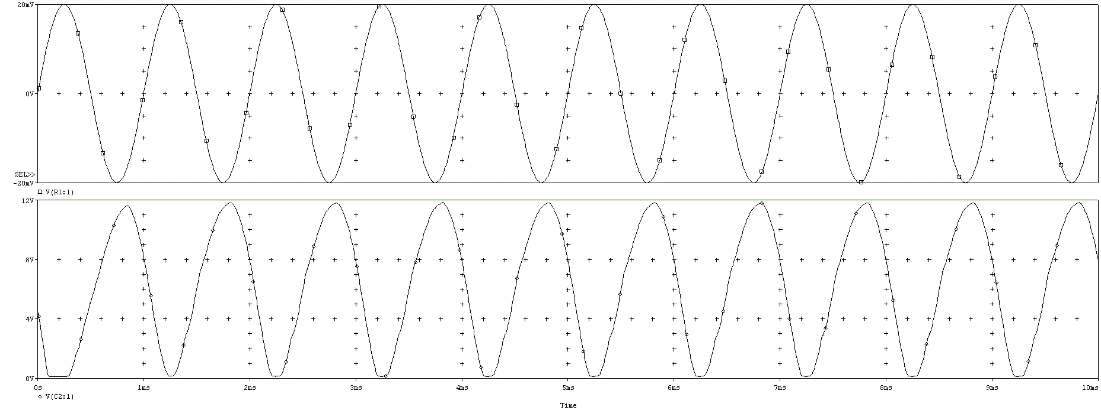 20mV
0V
SEL>>
-20mV
V(R1:1)
12V
8V
4V
0V
0s 1ms 2ms 3ms 4ms 5ms 6ms 7ms 8ms 9ms 10ms
V(C2:1)
Time